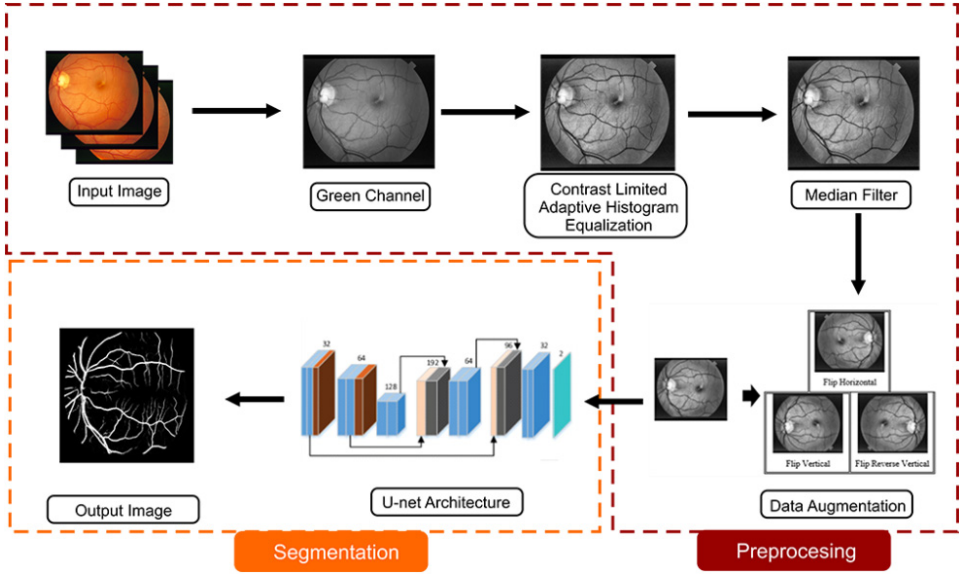 Input Image
Green Channel
Contrast Limited
Adaptive Histogram
Equalization
Median Filter
32
64
128
192
64
96
32
2
Flip Horizontal
Flip Vertical
Flip Reverse Vertical
Output Image
U-net Architecture
Data Augmentation
Segmentation
Preprocesing